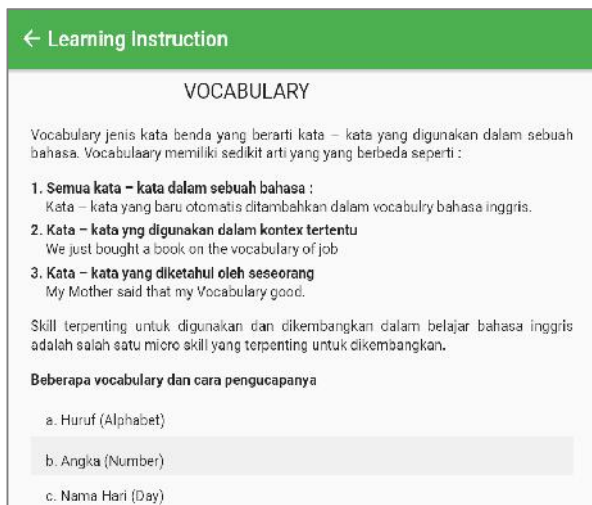 ← Learning Instruction
VOCABULARY
Vocabulary jenis kata benda yang berarti kata – kata yang digunakan dalam sebuah
bahasa. Vocabulaary memiliki sedikit arti yang yang berbeda seperti :
1. Semua kata – kata dalam sebuah bahasa :
Kata – kata yang baru otomatis ditambahkan dalam vocabulry bahasa inggris.
2. Kata – kata yng digunakan dalam kontex tertentu
We just bought a book on the vocabulary of job
3. Kata – kata yang diketahul oleh seseorang
My Mother said that my Vocabulary good.
Skill terpenting untuk digunakan dan dikembangkan dalam belajar bahasa inggris
adalah salah satu micro skill yang terpenting untuk dikembangkan.
Beberapa vocabulary dan cara pengucapanya
a. Huruf (Alphabet)
b. Angka (Number)
c. Nama Hari (Day)